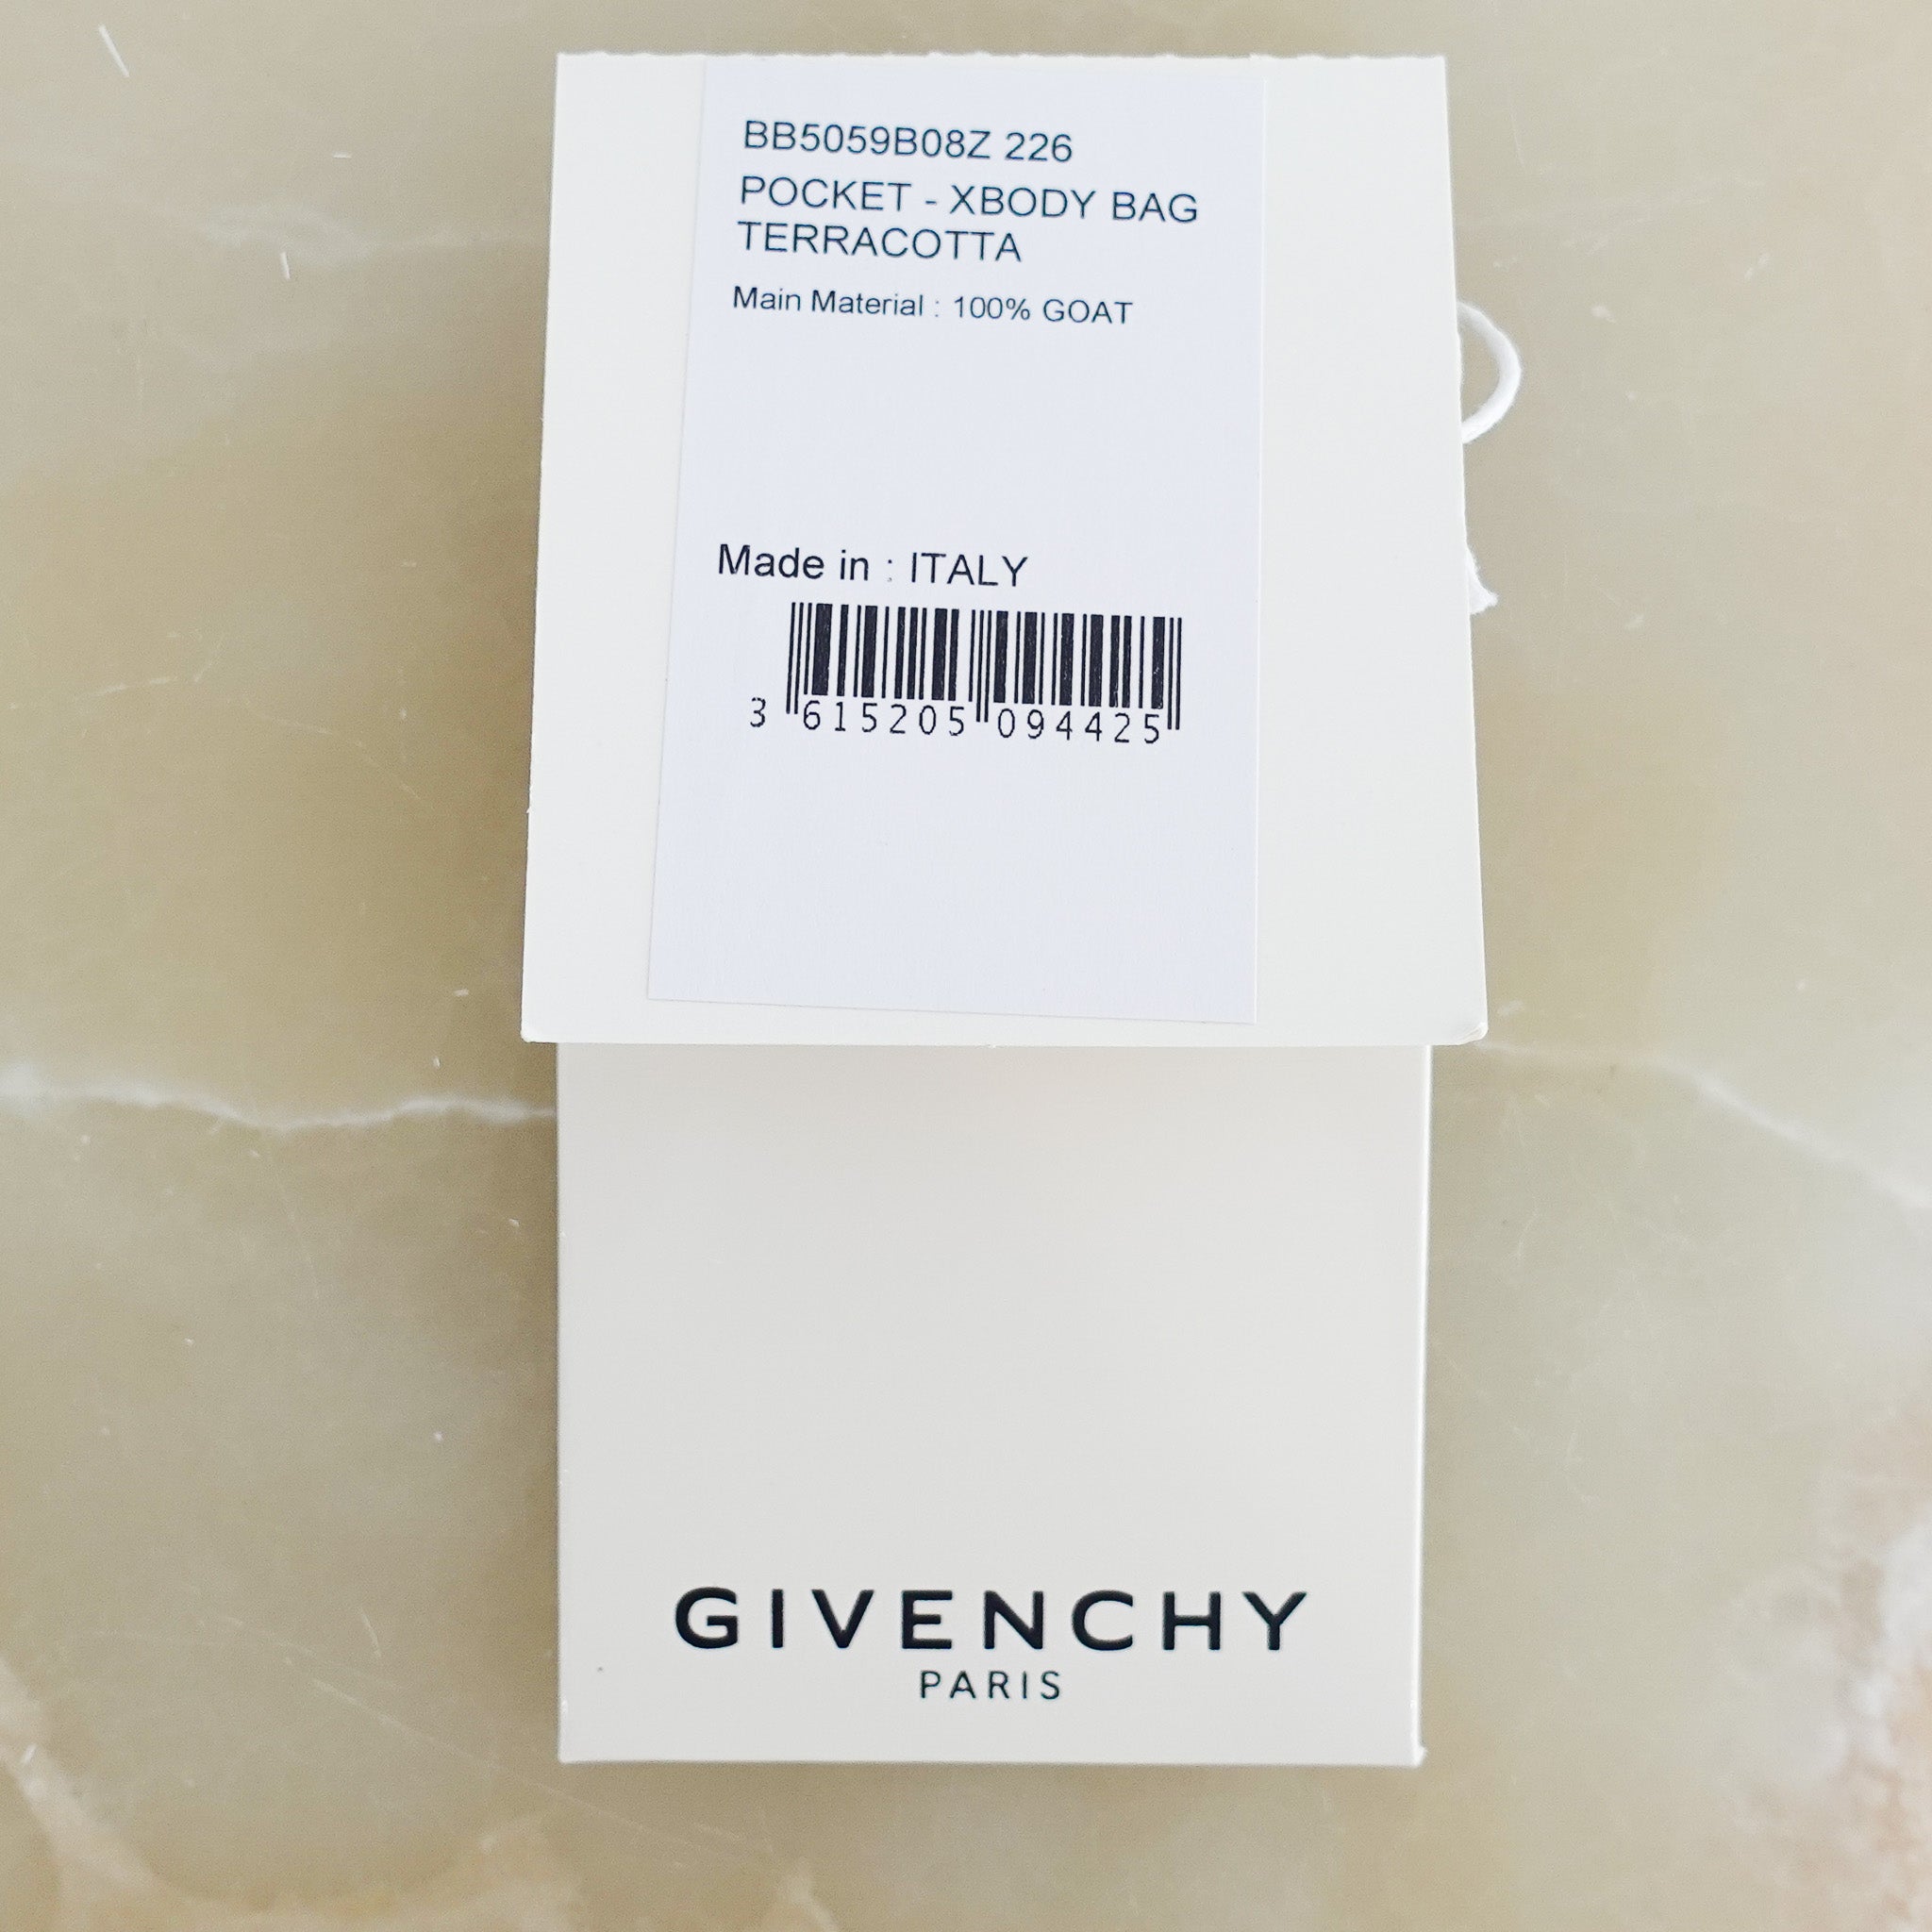 BB5059B08Z 226
POCKET - XBODY BAG
TERRACOTTA
Main Material : 100% GOAT
Made in : ITALY
3 615205 094425
GIVENCHY
PARIS